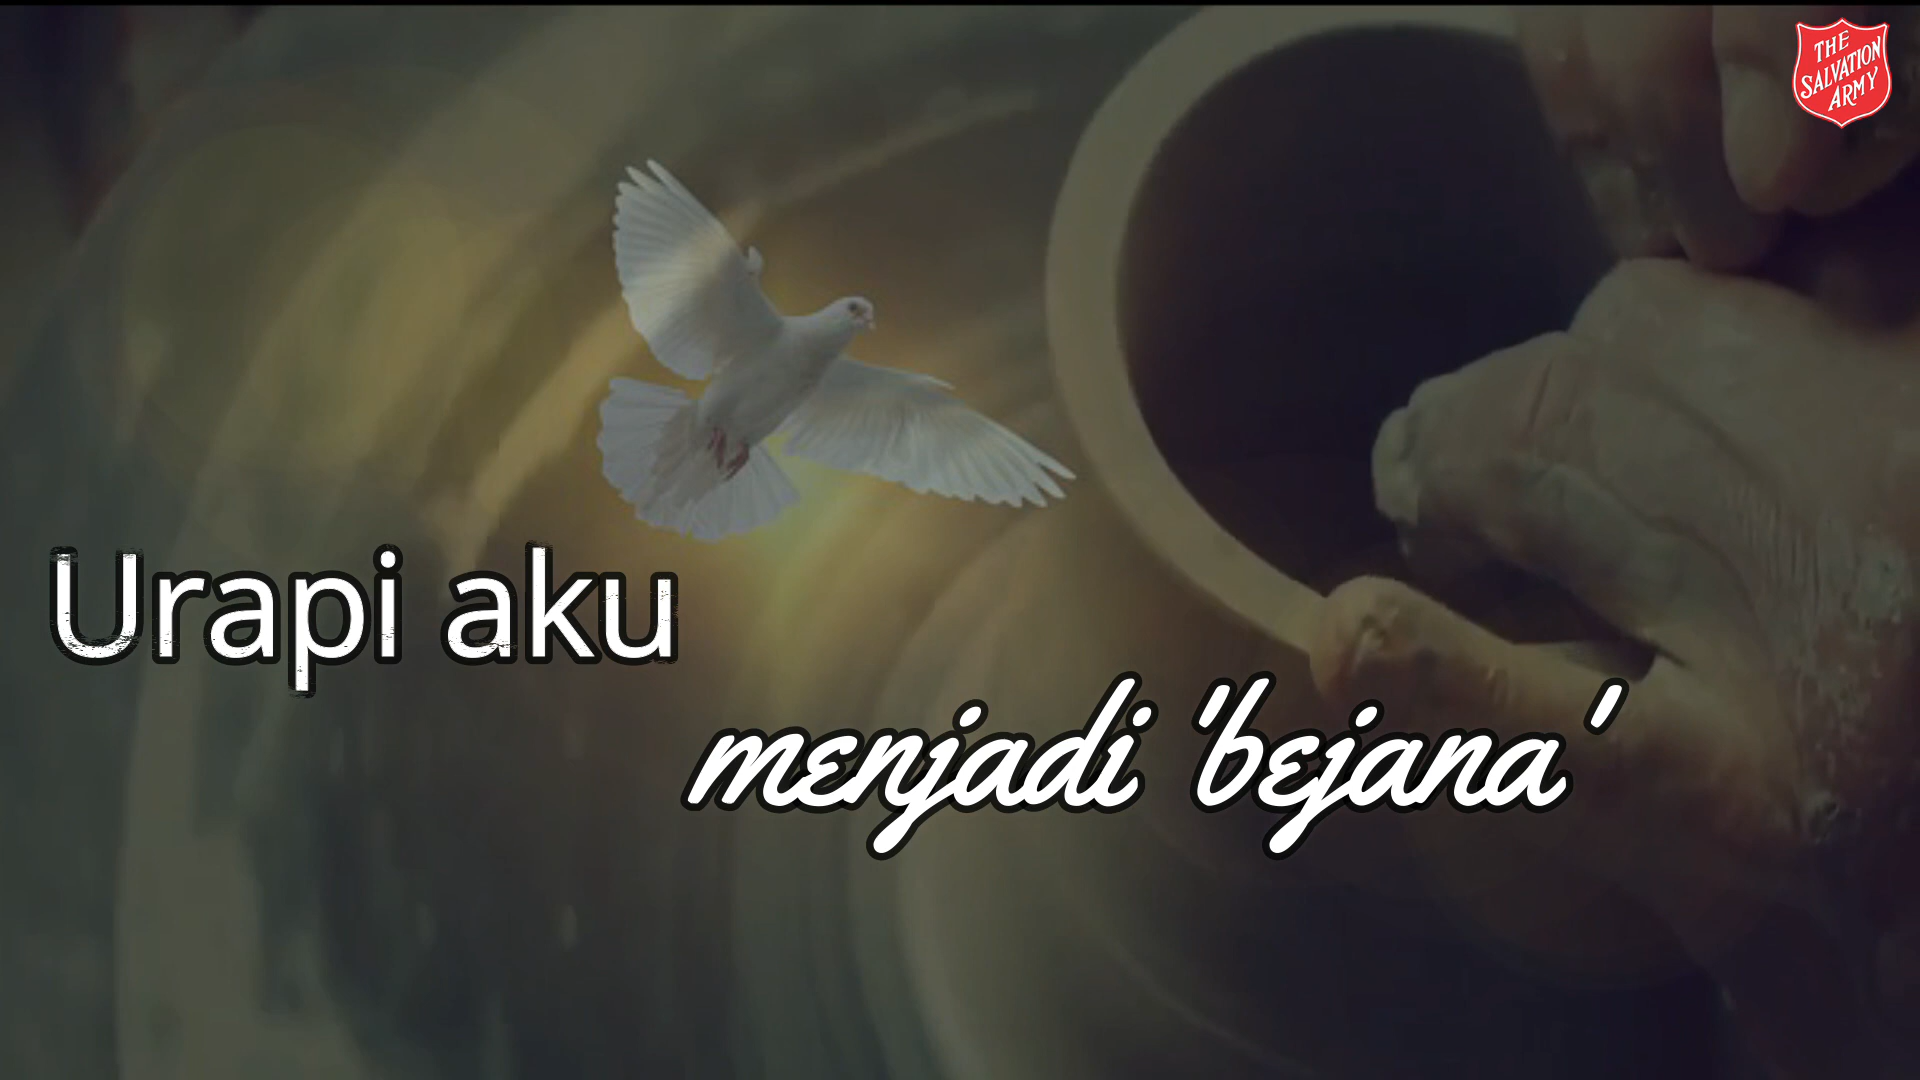 THE
SALVATION
ARMY
Urapi aku
menjadi 'bejana'